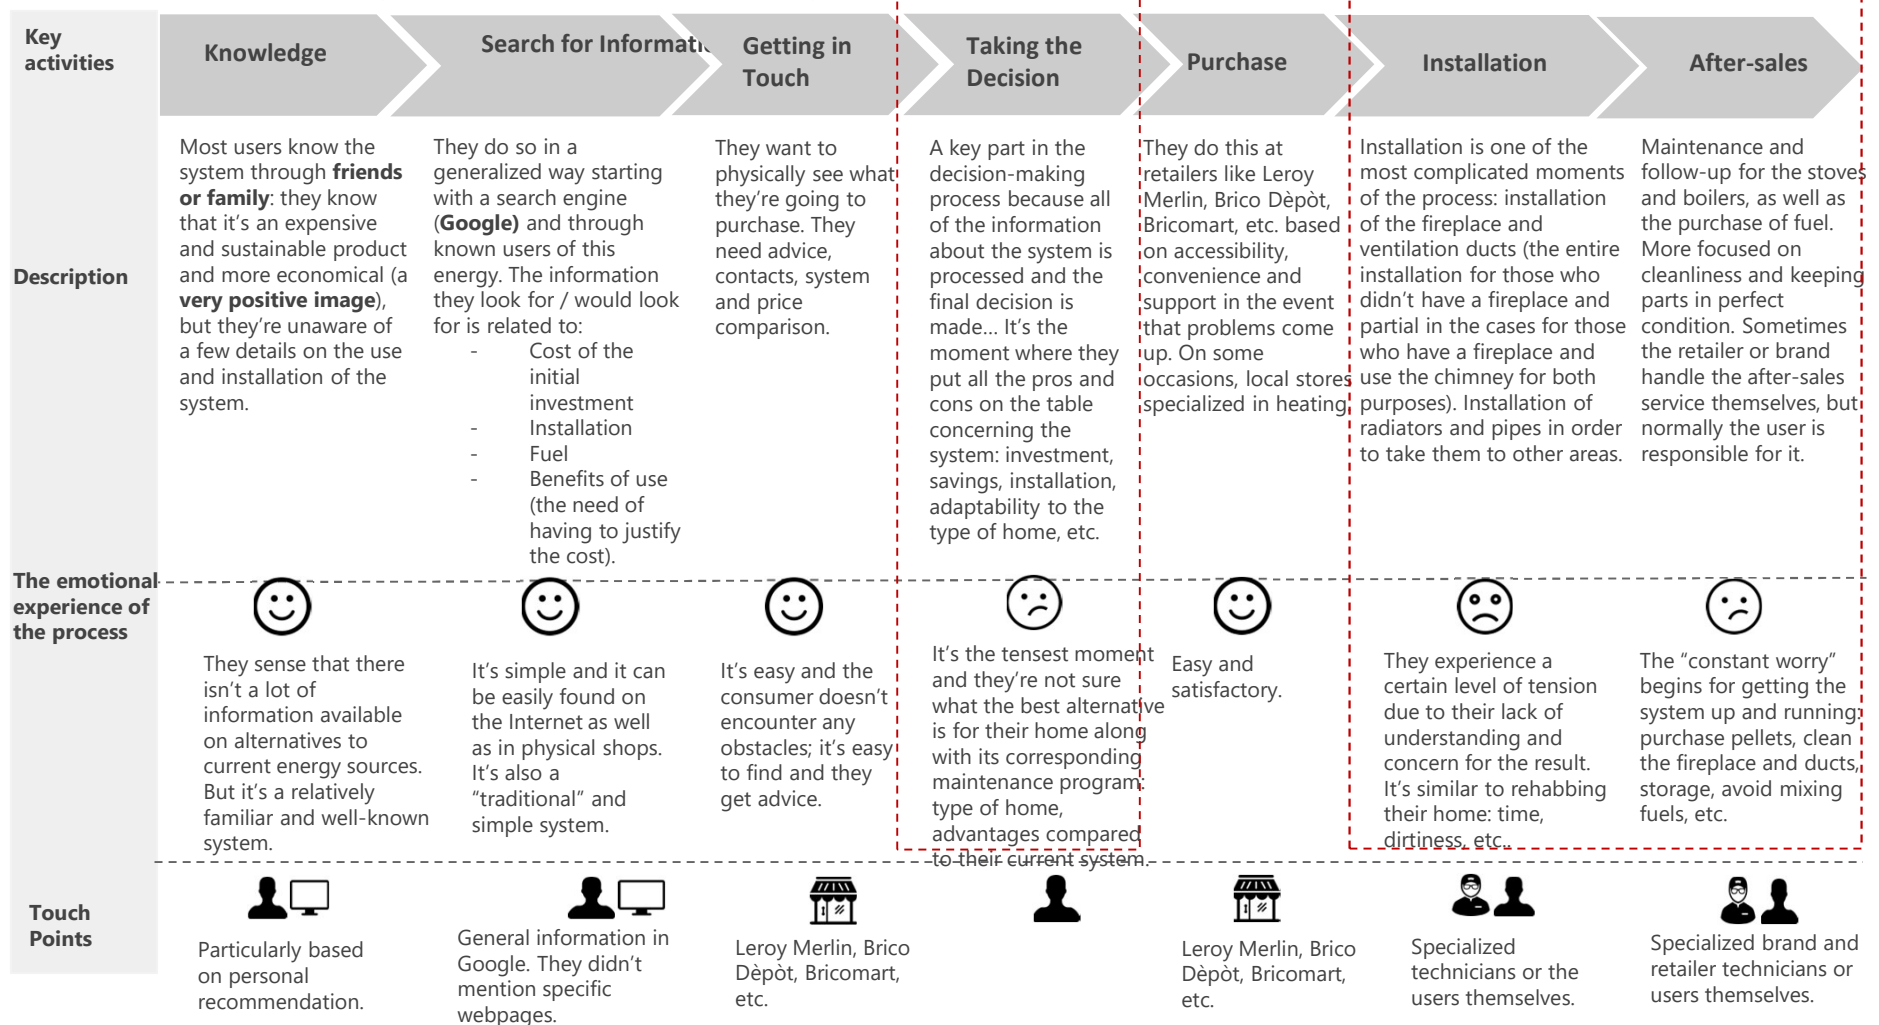 Key
activities
Knowledge
Search for Informati
Getting in
Touch
Taking the
Decision
Purchase
Installation
After-sales
Description
Most users know the
system through friends
or family: they know
that it's an expensive
and sustainable product
and more economical (a
very positive image),
but they're unaware of
a few details on the use
and installation of the
system.
They do so in a
generalized way starting
with a search engine
(Google) and through
known users of this
energy. The information
they look for / would look
for is related to:
- Cost of the
initial
investment
- Installation
- Fuel
- Benefits of use
(the need of
having to justify
the cost).
They want to
physically see what
they're going to
purchase. They
need advice,
contacts, system
and price
comparison.
A key part in the
decision-making
process because all
of the information
about the system is
processed and the
final decision is
made... It's the
moment where they
put all the pros and
cons on the table
concerning the
system: investment,
savings, installation,
adaptability to the
type of home, etc.
They do this at
retailers like Leroy
Merlin, Brico Dèpòt,
Bricomart, etc. based
on accessibility,
convenience and
support in the event
that problems come
up. On some
occasions, local stores
specialized in heating.
Installation is one of the
most complicated moments
of the process: installation
of the fireplace and
ventilation ducts (the entire
installation for those who
didn't have a fireplace and
partial in the cases for those
who have a fireplace and
use the chimney for both
purposes). Installation of
radiators and pipes in order
to take them to other areas.
Maintenance and
follow-up for the stoves
and boilers, as well as
the purchase of fuel.
More focused on
cleanliness and keeping
parts in perfect
condition. Sometimes
the retailer or brand
handle the after-sales
service themselves, but
normally the user is
responsible for it.
The emotional
experience of
the process
They sense that there
isn't a lot of
information available
on alternatives to
current energy sources.
But it's a relatively
familiar and well-known
system.
It's simple and it can
be easily found on
the Internet as well
as in physical shops.
It's also a
"traditional" and
simple system.
It's easy and the
consumer doesn't
encounter any
obstacles; it's easy
to find and they
get advice.
It's the tensest moment
and they're not sure
what the best alternative
is for their home along
with its corresponding
maintenance program:
type of home,
advantages compared
to their current system.
Easy and
satisfactory.
They experience a
certain level of tension
due to their lack of
understanding and
concern for the result.
It's similar to rehabbing
their home: time,
dirtiness, etc..
The "constant worry"
begins for getting the
system up and running:
purchase pellets, clean
the fireplace and ducts,
storage, avoid mixing
fuels, etc.
Touch
Points
Particularly based
on personal
recommendation.
General information in
Google. They didn't
mention specific
webpages.
Leroy Merlin, Brico
Dèpòt, Bricomart,
etc.
Leroy Merlin, Brico
Dèpòt, Bricomart,
etc.
Specialized
technicians or the
users themselves.
Specialized brand and
retailer technicians or
users themselves.